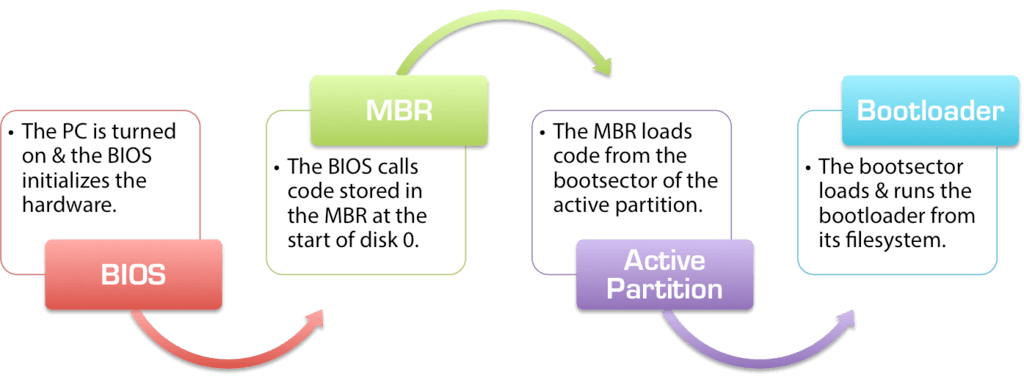 • The PC is turned
on & the BIOS
initializes the
hardware.
BIOS
MBR
• The BIOS calls
code stored in
the MBR at the
start of disk 0.
• The MBR loads
code from the
bootsector of the
active partition.
Active
Partition
Bootloader
• The bootsector
loads & runs the
bootloader from
its filesystem.